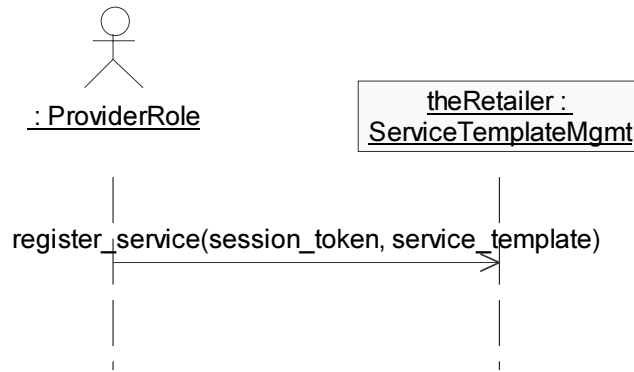 : ProviderRole
theRetailer :
ServiceTemplateMgmt
register_service(session_token, service_template)